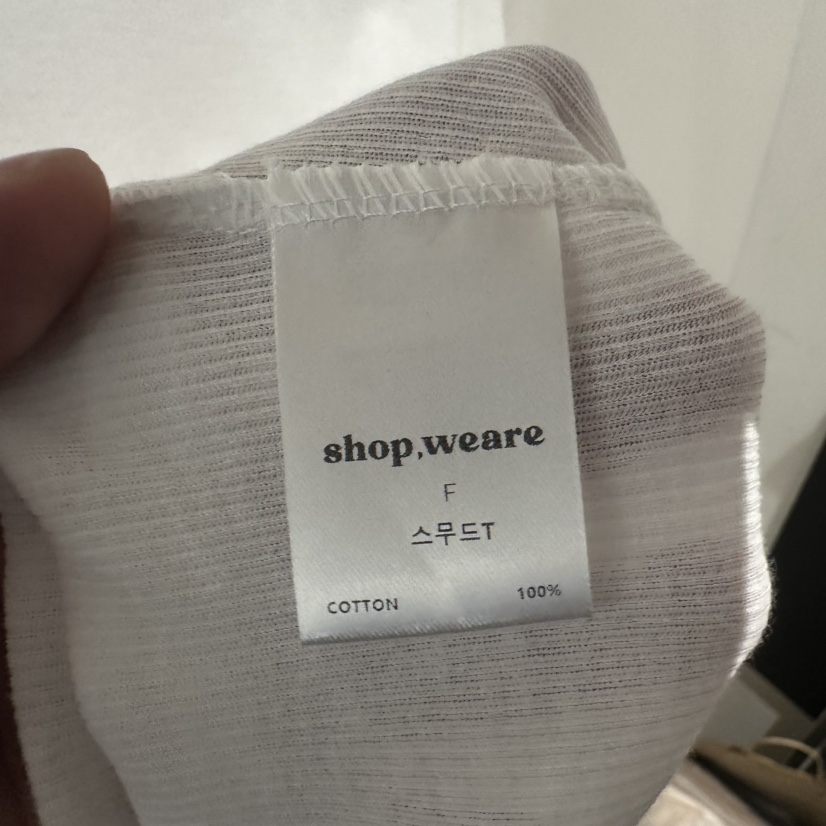 shop,weare
F
스무드T
COTTON 100%